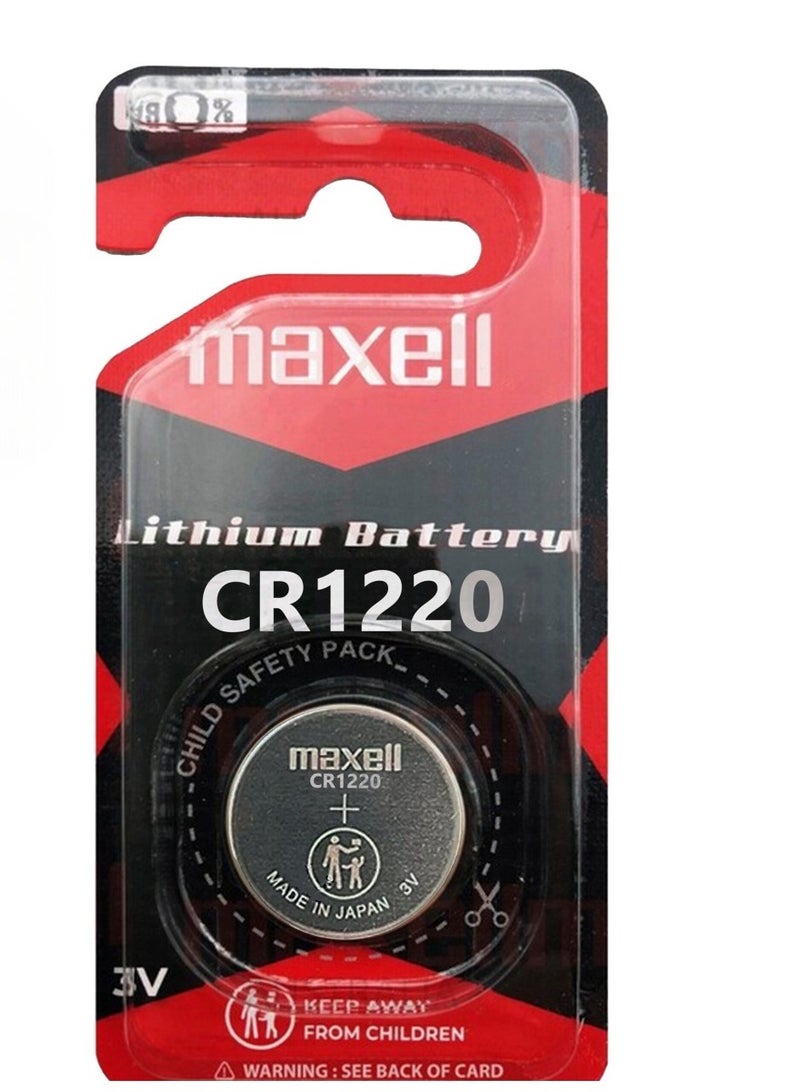 maxell
Lithium Battery
CR1220
CHILD SAFETY PACK
maxell
CR1220
+
MADE IN JAPAN 3V
3V
KEEP AWAY
FROM CHILDREN
WARNING : SEE BACK OF CARD